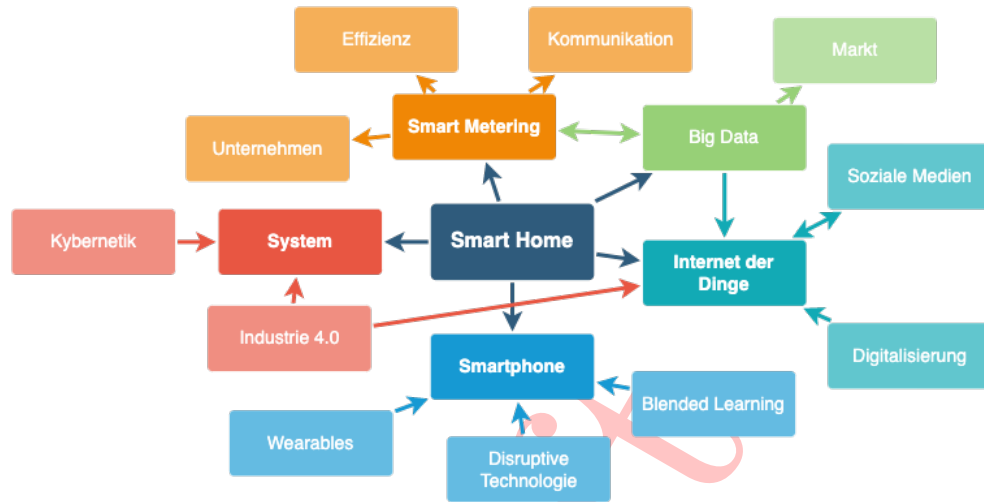 Effizienz
Kommunikation
Markt
Smart Metering
Big Data
Unternehmen
Soziale Medien
Kybernetik
System
Smart Home
Internet der
Dinge
Industrie 4.0
Digitalisierung
Smartphone
Blended Learning
Wearables
Disruptive
Technologie